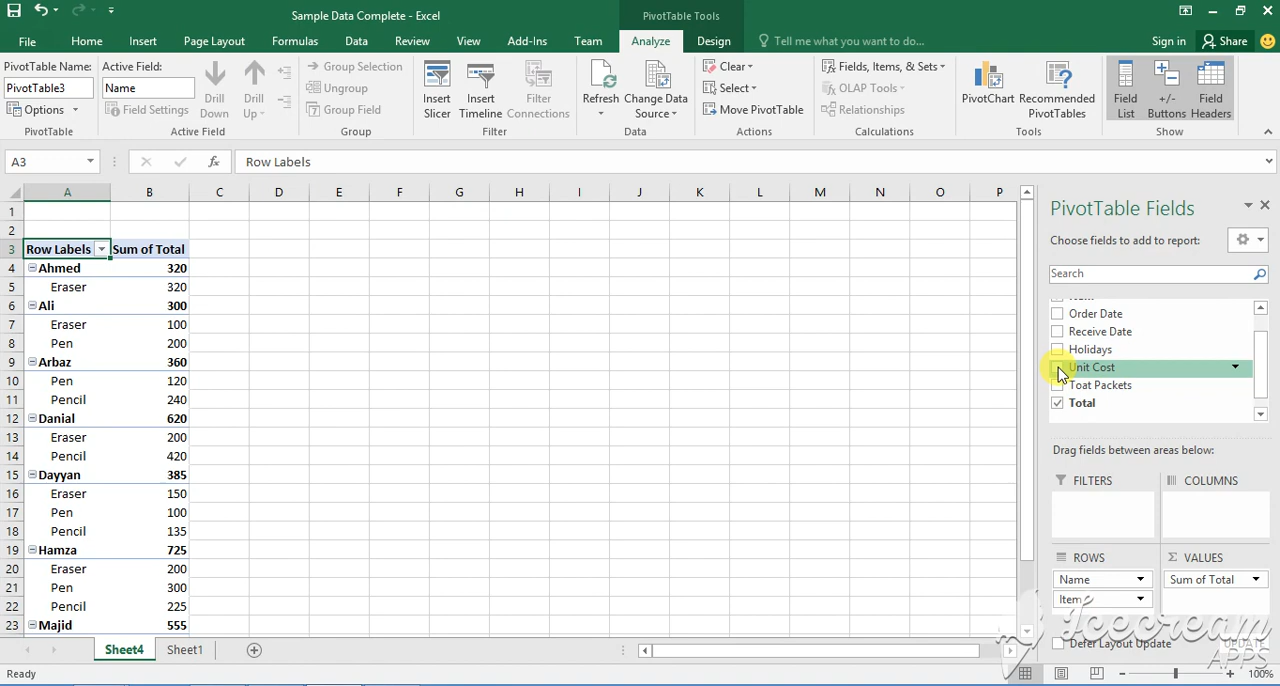 Sample Data Complete - Excel
PivotTable Tools
File Home Insert Page Layout Formulas Data Review View Add-Ins Team Analyze Design Tell me what you want to do... Sign in Share
PivotTable Name:
PivotTable3
Options
PivotTable
Active Field:
Name
Field Settings
Drill Down
Drill Up
Active Field
Group Selection
Ungroup
Group Field
Group
Insert Slicer
Insert Timeline
Filter Connections
Filter
Refresh
Change Data Source
Data
Clear
Select
Move PivotTable
Actions
Fields, Items, & Sets
OLAP Tools
Relationships
Calculations
PivotChart
Recommended PivotTables
Tools
Field List
+/- Buttons
Field Headers
Show
A3 fx Row Labels
A B C D E F G H I J K L M N O P
1
2
3 Row Labels Sum of Total
4 Ahmed 320
5 Eraser 320
6 Ali 300
7 Eraser 100
8 Pen 200
9 Arbaz 360
10 Pen 120
11 Pencil 240
12 Danial 620
13 Eraser 200
14 Pencil 420
15 Dayyan 385
16 Eraser 150
17 Pen 100
18 Pencil 135
19 Hamza 725
20 Eraser 200
21 Pen 300
22 Pencil 225
23 Majid 555
Sheet4 Sheet1
Ready
100%
PivotTable Fields
Choose fields to add to report:
Search
Item
Order Date
Receive Date
Holidays
Unit Cost
Toat Packets
Total
Drag fields between areas below:
FILTERS
COLUMNS
ROWS
Σ VALUES
Name
Item
Sum of Total
Defer Layout Update
UPDATE
Icecream
APPS